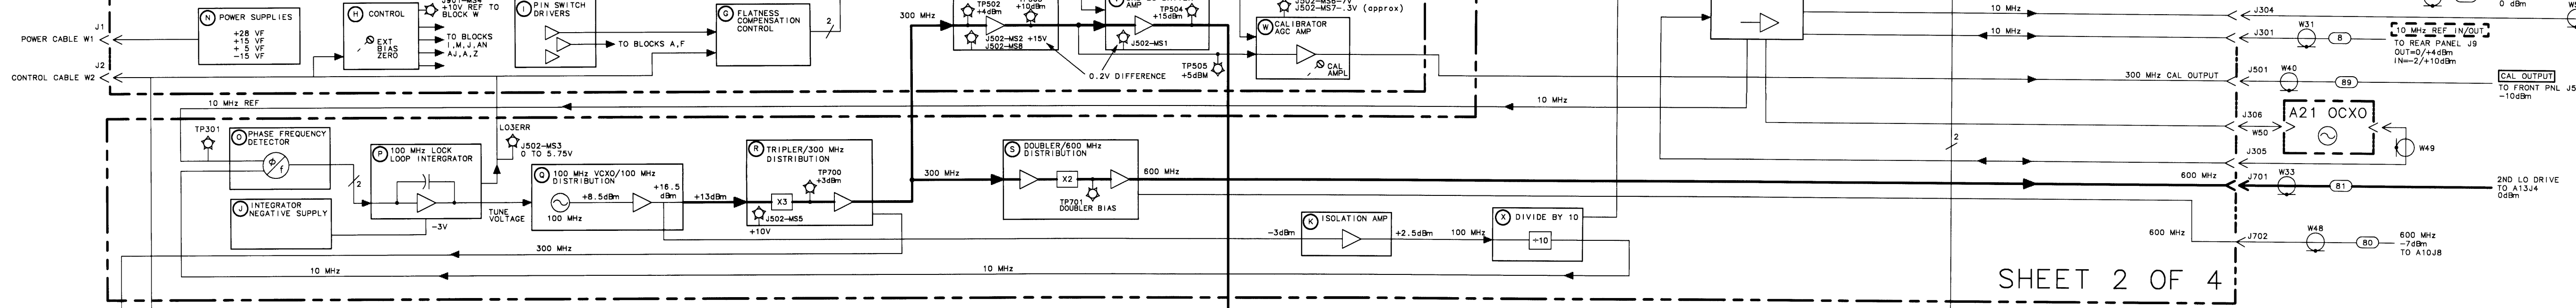 J1
POWER CABLE W1
J2
CONTROL CABLE W2
N POWER SUPPLIES
+28 VF
+15 VF
+ 5 VF
-15 VF
H CONTROL
EXT
BIAS
ZERO
+10V REF TO
BLOCK W
TO BLOCKS
I,M,J,AN
AJ,A,Z
I PIN SWITCH
DRIVERS
TO BLOCKS A,F
G FLATNESS
COMPENSATION
CONTROL
2
300 MHz
TP502
+4dBm
+10dBm
J502-MS2 +15V
J502-MS8
AMP
TP504
+15dBm
J502-MS1
0.2V DIFFERENCE
TP505
+5dBM
J502-MS7-.3V (approx)
W CALIBRATOR
AGC AMP
CAL
AMPL
10 MHz
J304
0 dBm
10 MHz
J301
W31
8
10 MHz REF IN/OUT
TO REAR PANEL J9
OUT=0/+4dBm
IN=-2/+10dBm
300 MHz CAL OUTPUT
J501
W40
89
CAL OUTPUT
TO FRONT PNL J5
-10dBm
10 MHz REF
10 MHz
J306
W50
A21 OCXO
W49
J305
2
TP301
O PHASE FREQUENCY
DETECTOR
Φ/f
2
J INTEGRATOR
NEGATIVE SUPPLY
P 100 MHz LOCK
LOOP INTERGRATOR
-3V
LO3ERR
J502-MS3
0 TO 5.75V
TUNE
VOLTAGE
Q 100 MHz VCXO/100 MHz
DISTRIBUTION
+8.5dBm
+16.5
dBm
100 MHz
+13dBm
R TRIPLER/300 MHz
DISTRIBUTION
TP700
+3dBm
X3
J502-MS5
+10V
300 MHz
S DOUBLER/600 MHz
DISTRIBUTION
X2
TP701
DOUBLER BIAS
600 MHz
600 MHz
J701
W33
81
2ND LO DRIVE
TO A13J4
0dBm
-3dBm
K ISOLATION AMP
+2.5dBm
100 MHz
X DIVIDE BY 10
÷10
600 MHz
J702
W48
80
600 MHz
-7dBm
TO A10J8
300 MHz
10 MHz
10 MHz
SHEET 2 OF 4